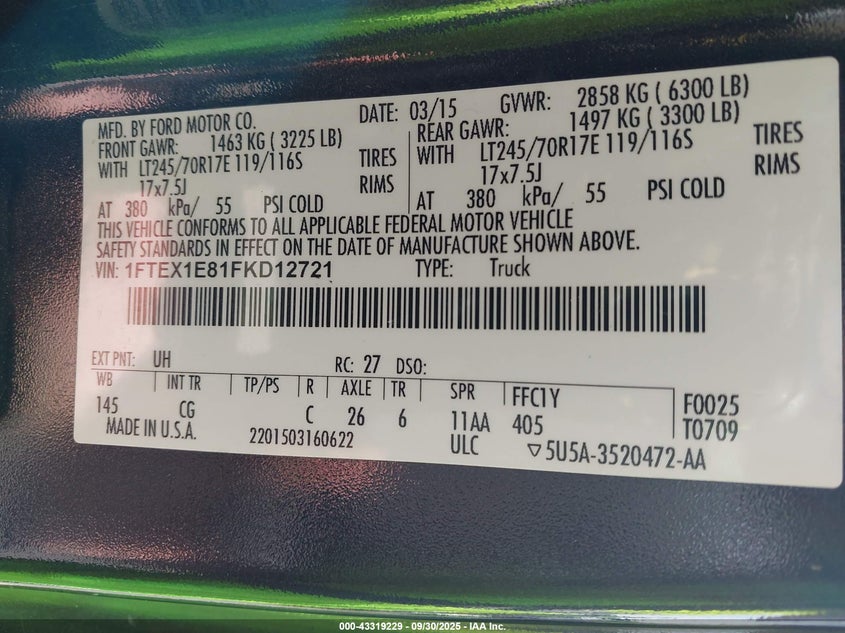 MFD. BY FORD MOTOR CO. DATE: 03/15 GVWR: 2858 KG ( 6300 LB)
FRONT GAWR: 1463 KG ( 3225 LB) REAR GAWR: 1497 KG ( 3300 LB)
WITH LT245/70R17E 119/116S TIRES WITH LT245/70R17E 119/116S TIRES
17x7.5J RIMS 17x7.5J RIMS
AT 380 kPa/ 55 PSI COLD AT 380 kPa/ 55 PSI COLD
THIS VEHICLE CONFORMS TO ALL APPLICABLE FEDERAL MOTOR VEHICLE
SAFETY STANDARDS IN EFFECT ON THE DATE OF MANUFACTURE SHOWN ABOVE.
VIN: 1FTEX1E81FKD12721 TYPE: Truck
EXT PNT: UH RC: 27 DSO:
WB INT TR TP/PS R AXLE TR SPR FFC1Y F0025
145 CG C 26 6 11AA 405 T0709
MADE IN U.S.A. 2201503160622 ULC ▽5U5A-3520472-AA
000-43319229 - 09/30/2025 - IAA Inc.